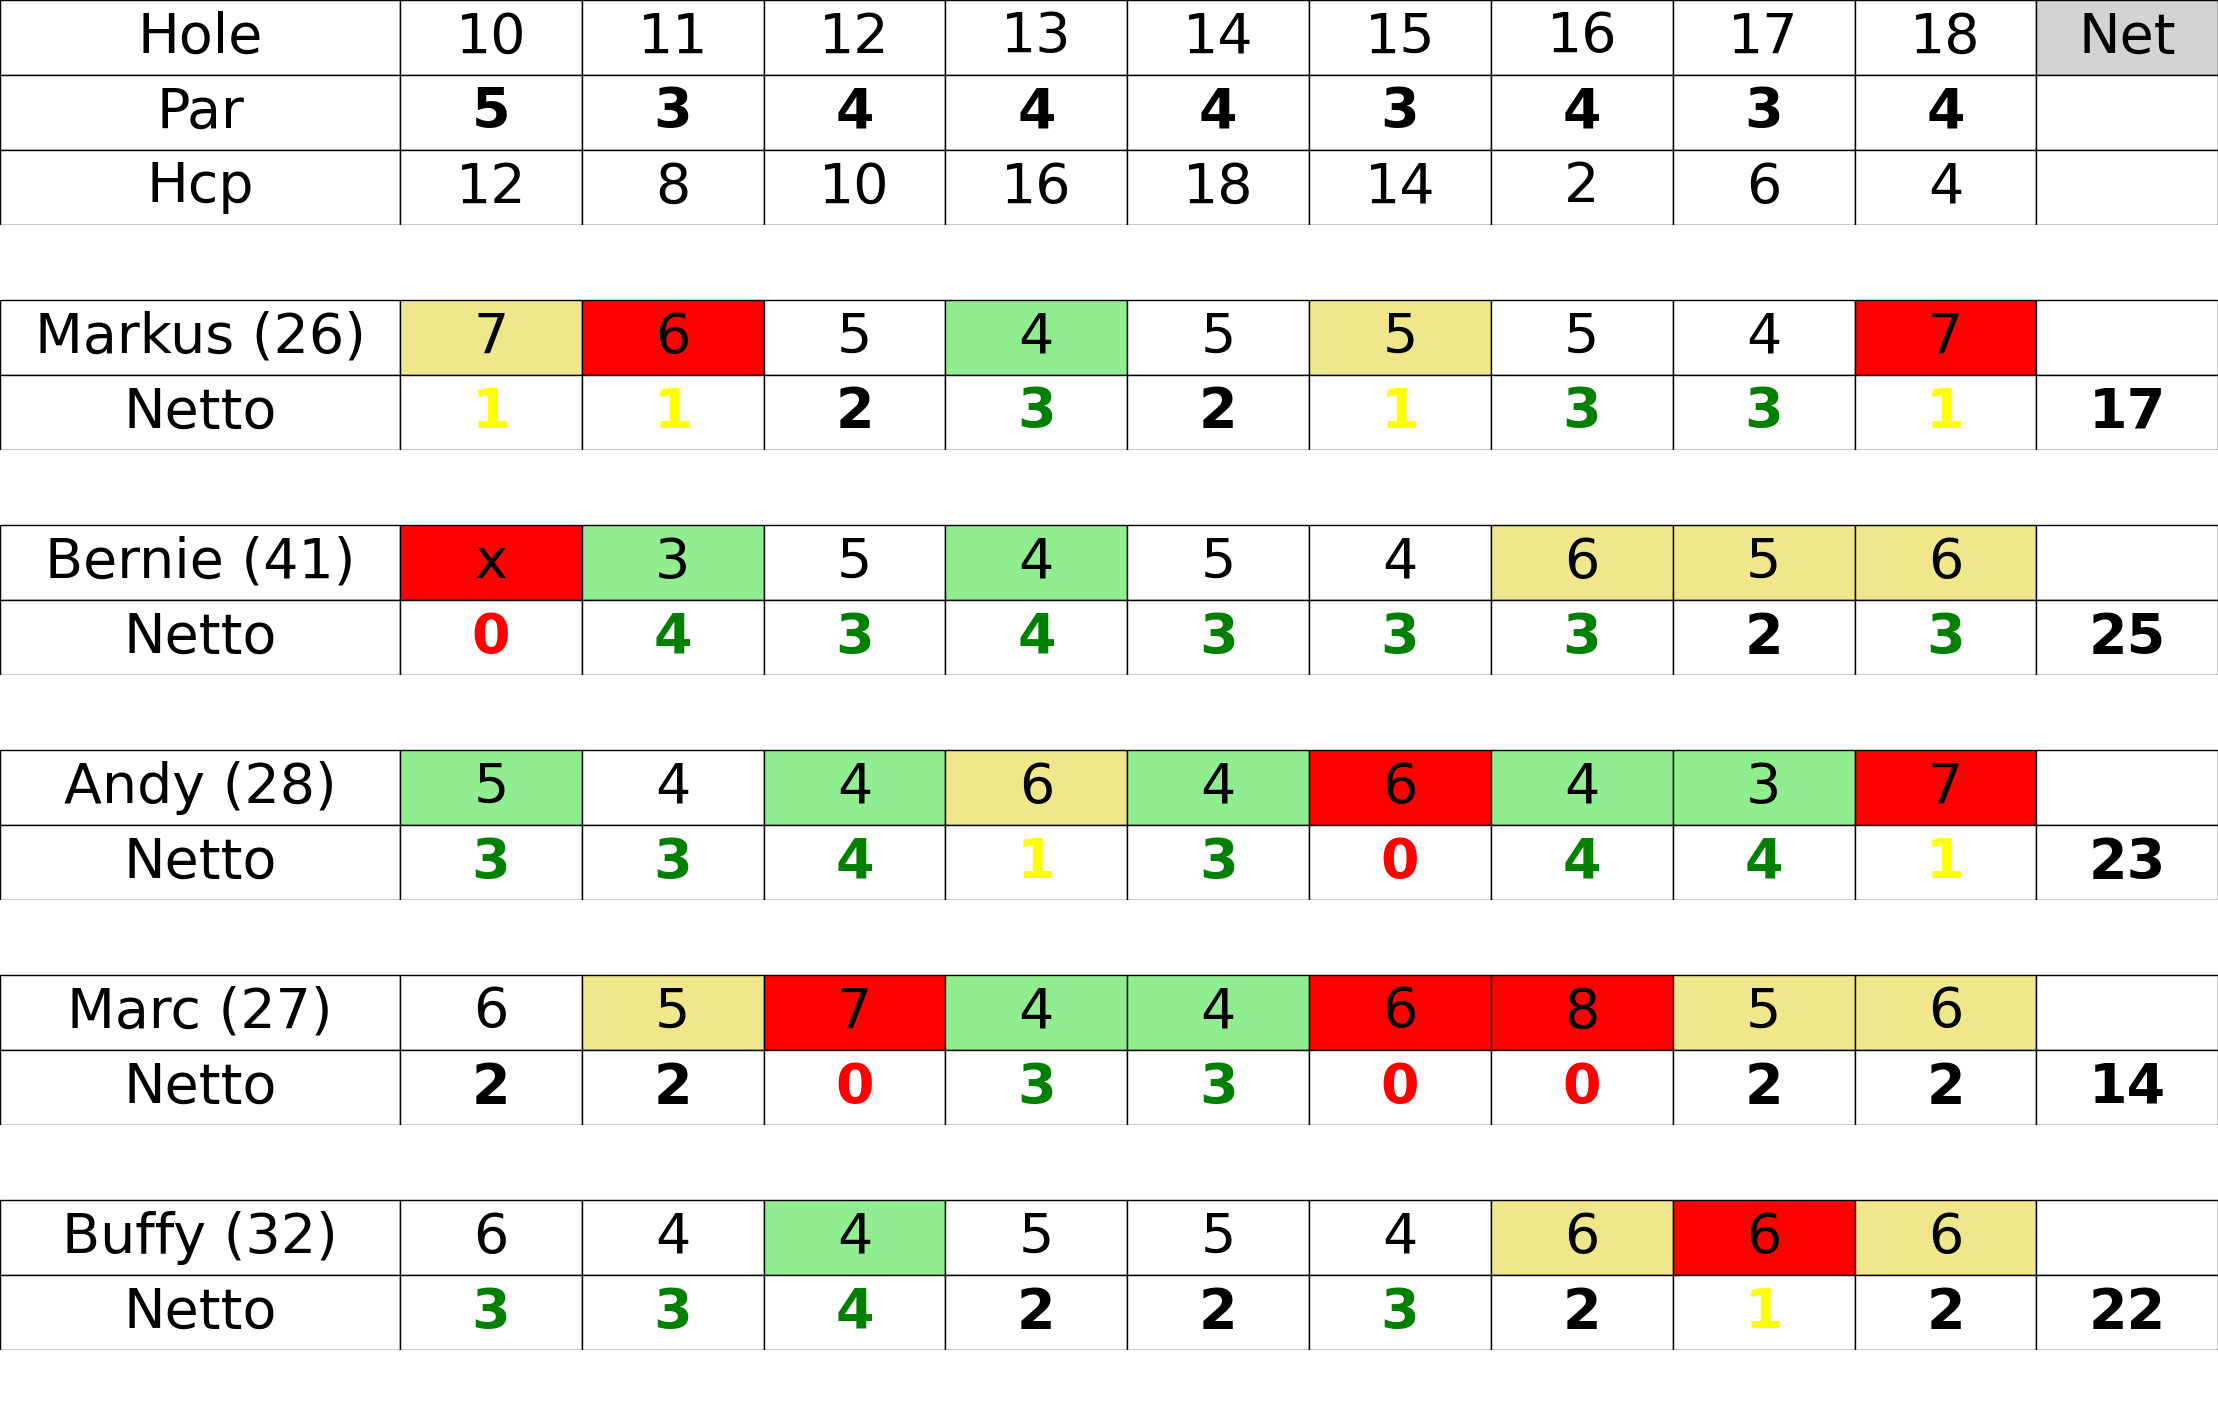 Hole 10 11 12 13 14 15 16 17 18 Net
Par 5 3 4 4 4 3 4 3 4
Hcp 12 8 10 16 18 14 2 6 4
Markus (26) 7 6 5 4 5 5 5 4 7
Netto 1 1 2 3 2 1 3 3 1 17
Bernie (41) x 3 5 4 5 4 6 5 6
Netto 0 4 3 4 3 3 3 2 3 25
Andy (28) 5 4 4 6 4 6 4 3 7
Netto 3 3 4 1 3 0 4 4 1 23
Marc (27) 6 5 7 4 4 6 8 5 6
Netto 2 2 0 3 3 0 0 2 2 14
Buffy (32) 6 4 4 5 5 4 6 6 6
Netto 3 3 4 2 2 3 2 1 2 22